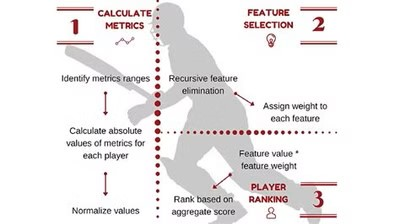 1
CALCULATE
METRICS
Identify metrics ranges
Calculate absolute
values of metrics for
each player
Normalize values
FEATURE
SELECTION
2
Recursive feature
elimination
Assign weight to
each feature
Feature value *
feature weight
Rank based on
aggregate score
PLAYER
RANKING
3